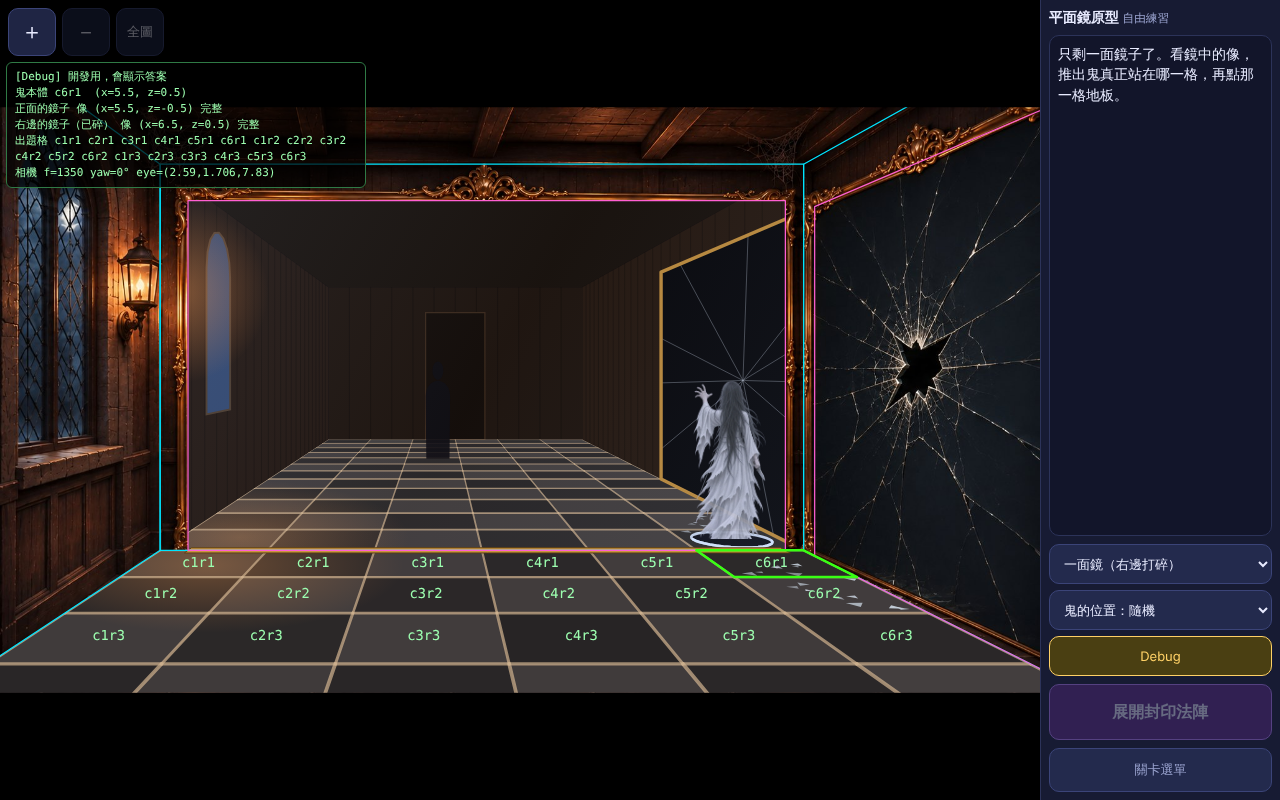 +
−
全圖
[Debug] 開發用，會顯示答案
鬼本體 c6r1  (x=5.5, z=0.5)
正面的鏡子 像 (x=5.5, z=-0.5) 完整
右邊的鏡子（已碎） 像 (x=6.5, z=0.5) 完整
出題格 c1r1 c2r1 c3r1 c4r1 c5r1 c6r1 c1r2 c2r2 c3r2
c4r2 c5r2 c6r2 c1r3 c2r3 c3r3 c4r3 c5r3 c6r3
相機 f=1350 yaw=0° eye=(2.59,1.706,7.83)
c1r1 c2r1 c3r1 c4r1 c5r1 c6r1
c1r2 c2r2 c3r2 c4r2 c5r2 c6r2
c1r3 c2r3 c3r3 c4r3 c5r3 c6r3
平面鏡原型 自由練習
只剩一面鏡子了。看鏡中的像，
推出鬼真正站在哪一格，再點那
一格地板。
一面鏡（右邊打碎）
鬼的位置：隨機
Debug
展開封印法陣
關卡選單